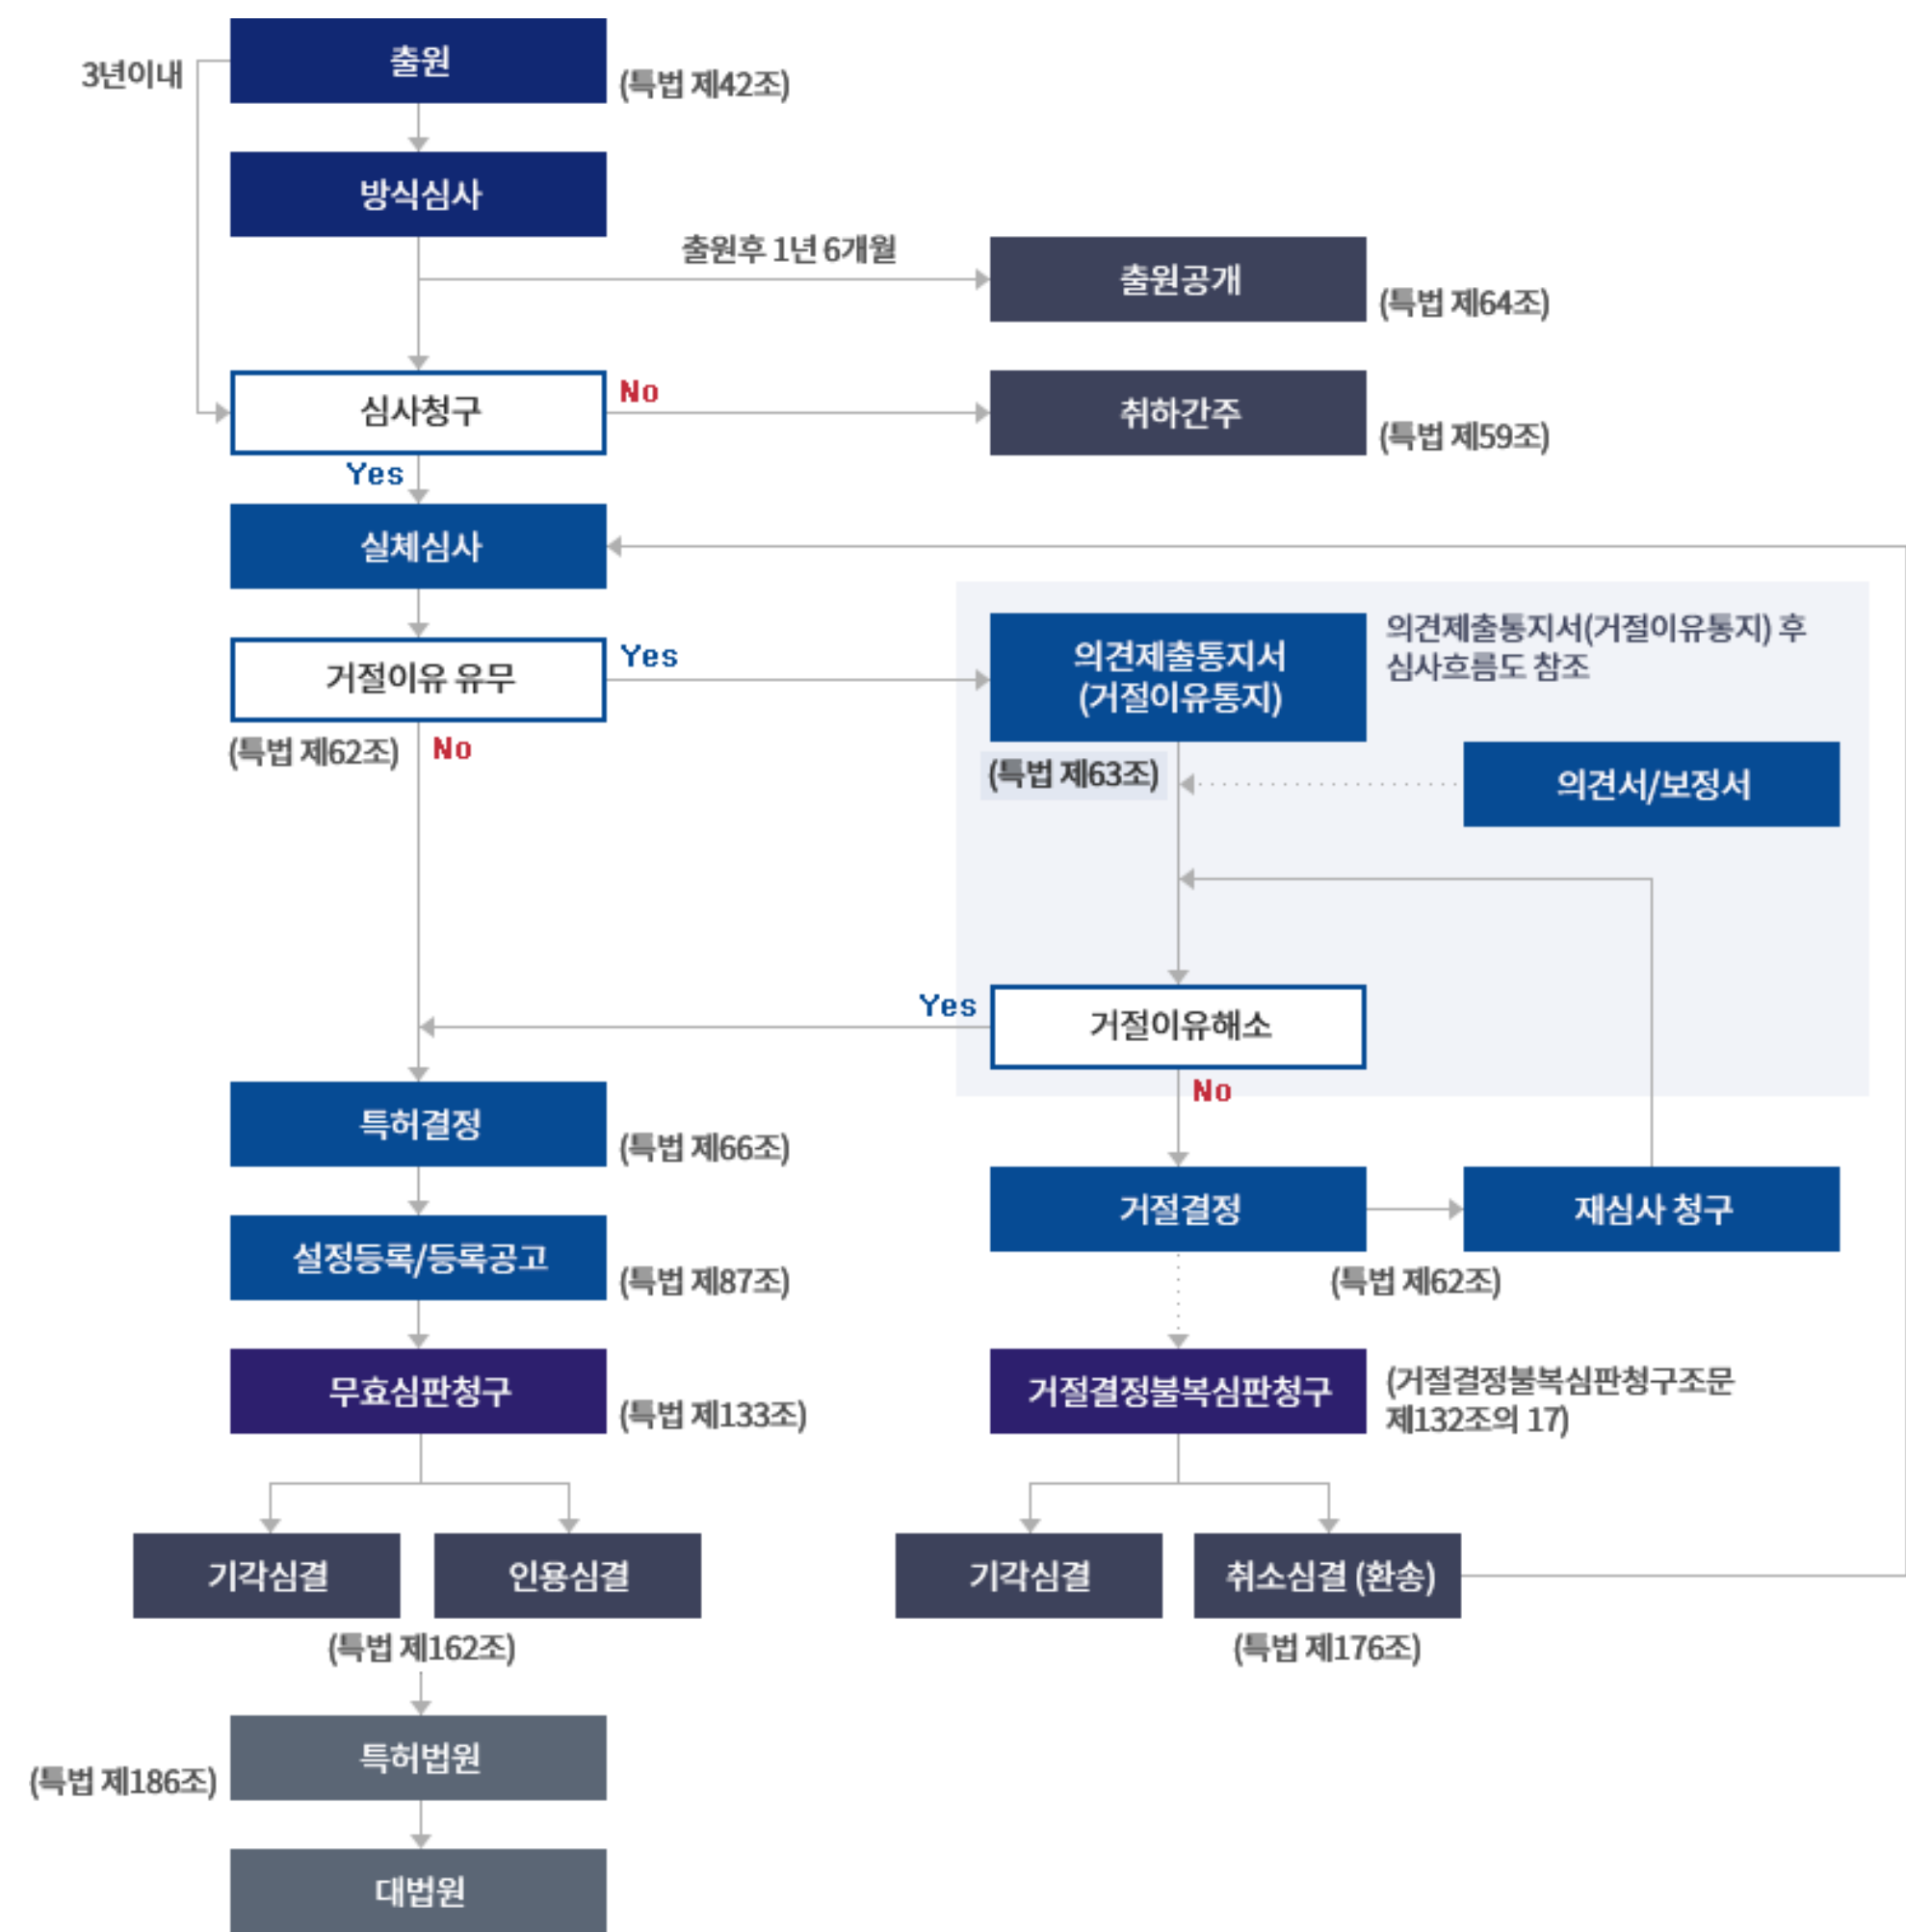 출원
3년이내
(특법 제42조)
방식심사
출원후 1년 6개월
출원공개
(특법 제64조)
심사청구
No
취하간주
(특법 제59조)
Yes
실체심사
거절이유 유무
Yes
의견제출통지서
(거절이유통지)
의견제출통지서(거절이유통지) 후
심사흐름도 참조
(특법 제62조)
No
(특법 제63조)
의견서/보정서
Yes
거절이유해소
No
특허결정
(특법 제66조)
거절결정
재심사 청구
설정등록/등록공고
(특법 제87조)
(특법 제62조)
무효심판청구
(특법 제133조)
거절결정불복심판청구
(거절결정불복심판청구조문
제132조의 17)
기각심결
인용심결
기각심결
취소심결 (환송)
(특법 제162조)
(특법 제176조)
특허법원
(특법 제186조)
대법원